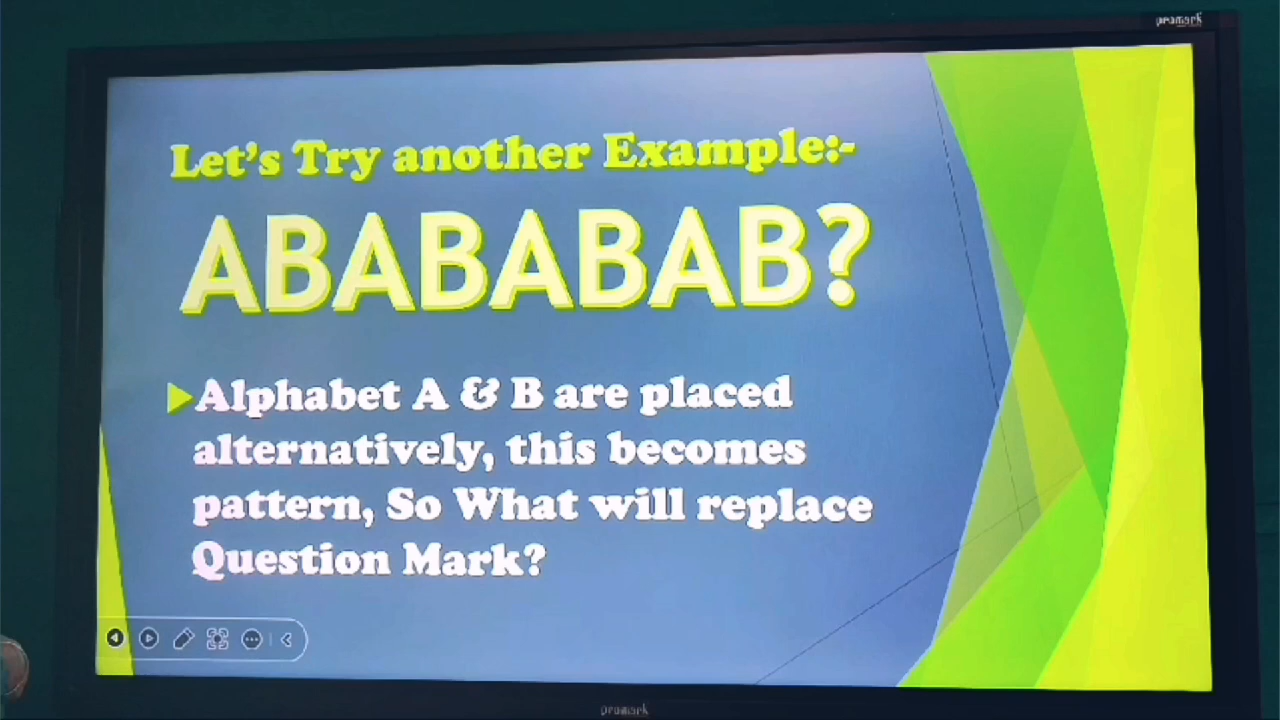 promark
Let's Try another Example:-
ABABABAB?
Alphabet A & B are placed
alternatively, this becomes
pattern, So What will replace
Question Mark?
promark